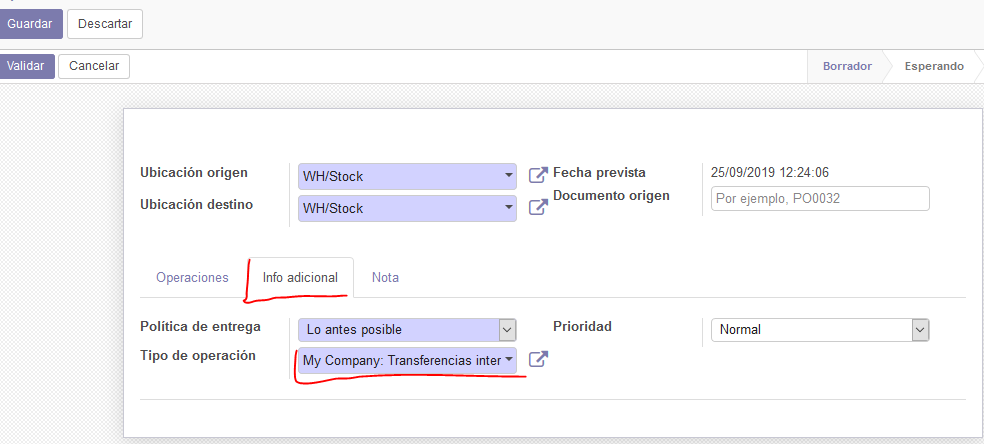 Guardar Descartar
Validar Cancelar Borrador Esperando
Ubicación origen WH/Stock Fecha prevista 25/09/2019 12:24:06
Ubicación destino WH/Stock Documento origen Por ejemplo, PO0032
Operaciones Info adicional Nota
Política de entrega Lo antes posible Prioridad Normal
Tipo de operación My Company: Transferencias inter